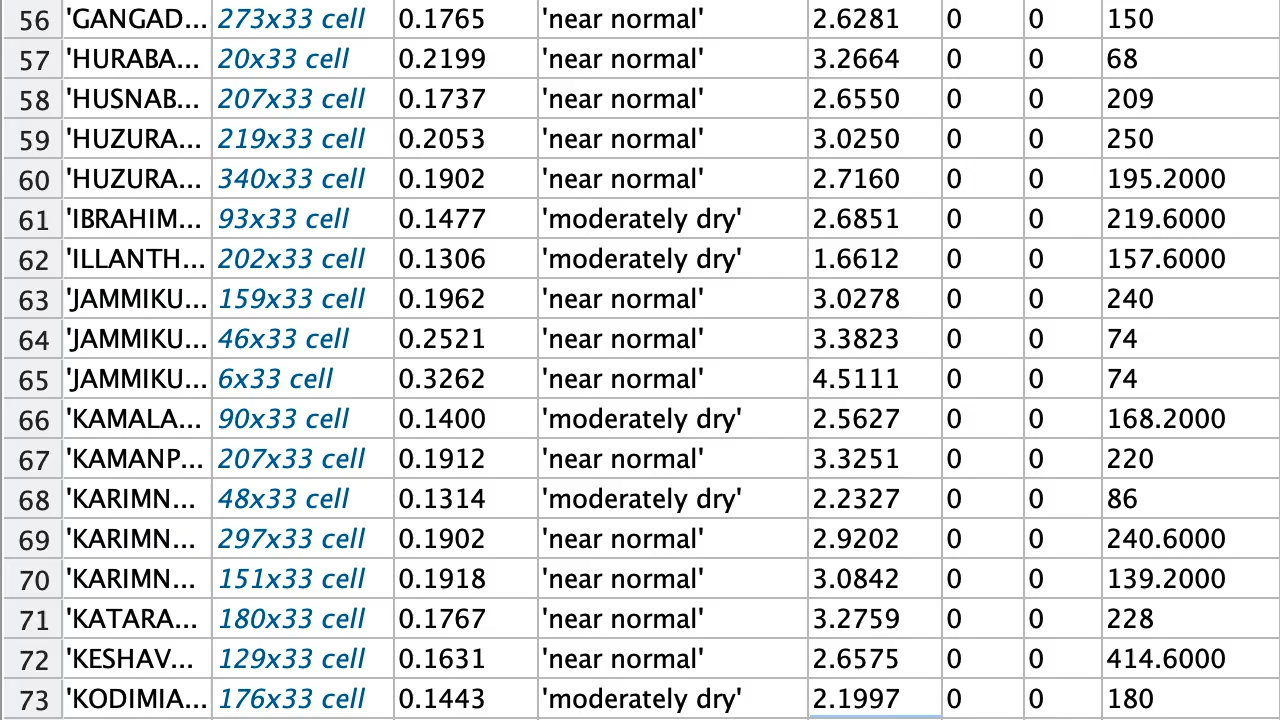 56 'GANGAD... 273x33 cell 0.1765 'near normal' 2.6281 0 0 150
57 'HURABA... 20x33 cell 0.2199 'near normal' 3.2664 0 0 68
58 'HUSNAB... 207x33 cell 0.1737 'near normal' 2.6550 0 0 209
59 'HUZURA... 219x33 cell 0.2053 'near normal' 3.0250 0 0 250
60 'HUZURA... 340x33 cell 0.1902 'near normal' 2.7160 0 0 195.2000
61 'IBRAHIM... 93x33 cell 0.1477 'moderately dry' 2.6851 0 0 219.6000
62 'ILLANTH... 202x33 cell 0.1306 'moderately dry' 1.6612 0 0 157.6000
63 'JAMMIKU... 159x33 cell 0.1962 'near normal' 3.0278 0 0 240
64 'JAMMIKU... 46x33 cell 0.2521 'near normal' 3.3823 0 0 74
65 'JAMMIKU... 6x33 cell 0.3262 'near normal' 4.5111 0 0 74
66 'KAMALA... 90x33 cell 0.1400 'moderately dry' 2.5627 0 0 168.2000
67 'KAMANP... 207x33 cell 0.1912 'near normal' 3.3251 0 0 220
68 'KARIMN... 48x33 cell 0.1314 'moderately dry' 2.2327 0 0 86
69 'KARIMN... 297x33 cell 0.1902 'near normal' 2.9202 0 0 240.6000
70 'KARIMN... 151x33 cell 0.1918 'near normal' 3.0842 0 0 139.2000
71 'KATARA... 180x33 cell 0.1767 'near normal' 3.2759 0 0 228
72 'KESHAV... 129x33 cell 0.1631 'near normal' 2.6575 0 0 414.6000
73 'KODIMIA... 176x33 cell 0.1443 'moderately dry' 2.1997 0 0 180